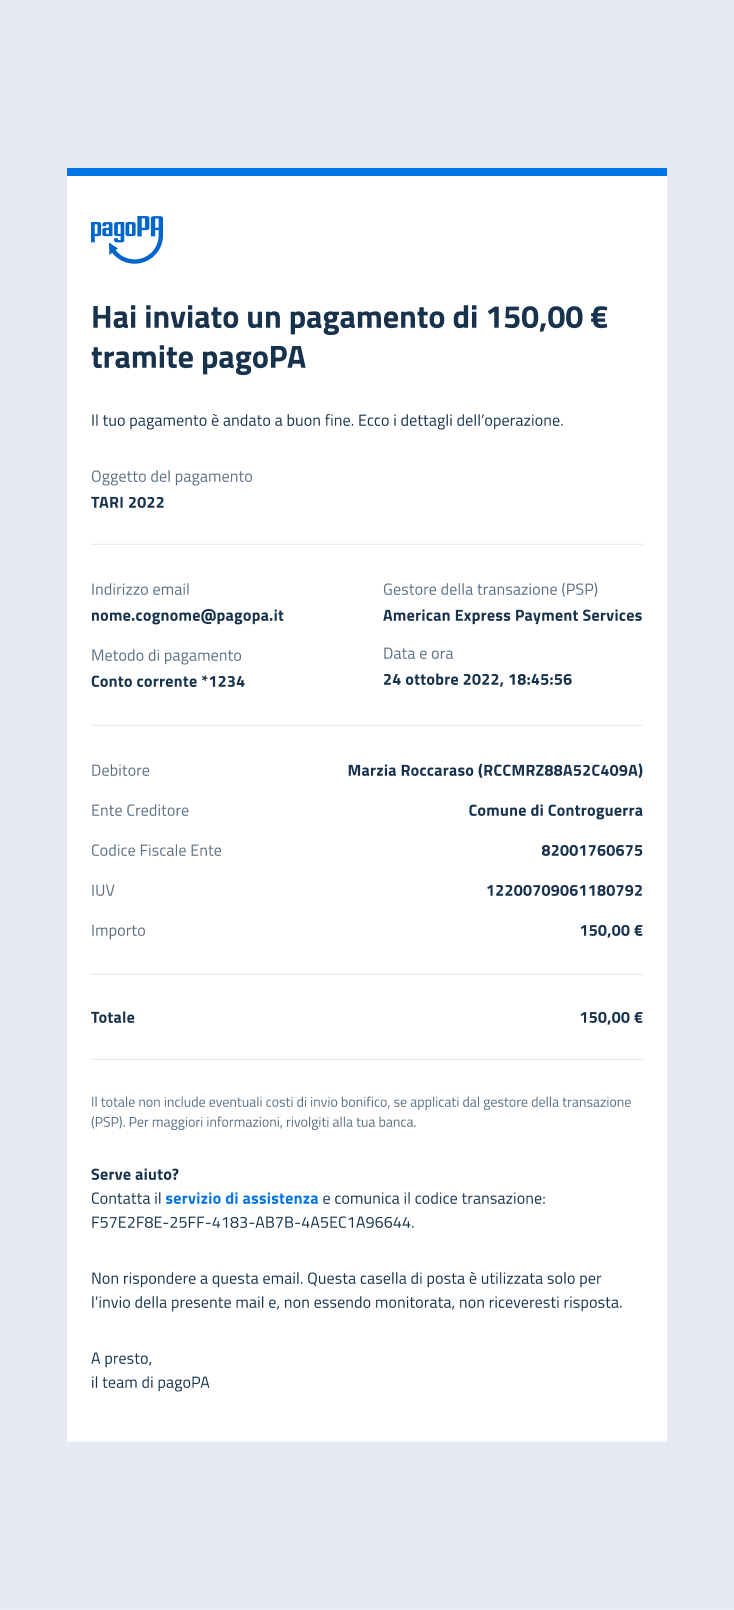 pagoPA
Hai inviato un pagamento di 150,00 €
tramite pagoPA
Il tuo pagamento è andato a buon fine. Ecco i dettagli dell’operazione.
Oggetto del pagamento
TARI 2022
Indirizzo email
nome.cognome@pagopa.it
Gestore della transazione (PSP)
American Express Payment Services
Metodo di pagamento
Conto corrente *1234
Data e ora
24 ottobre 2022, 18:45:56
Debitore Marzia Roccaraso (RCCMRZ88A52C409A)
Ente Creditore Comune di Controguerra
Codice Fiscale Ente 82001760675
IUV 12200709061180792
Importo 150,00 €
Totale 150,00 €
Il totale non include eventuali costi di invio bonifico, se applicati dal gestore della transazione
(PSP). Per maggiori informazioni, rivolgiti alla tua banca.
Serve aiuto?
Contatta il servizio di assistenza e comunica il codice transazione:
F57E2F8E-25FF-4183-AB7B-4A5EC1A96644.
Non rispondere a questa email. Questa casella di posta è utilizzata solo per
l’invio della presente mail e, non essendo monitorata, non riceveresti risposta.
A presto,
il team di pagoPA